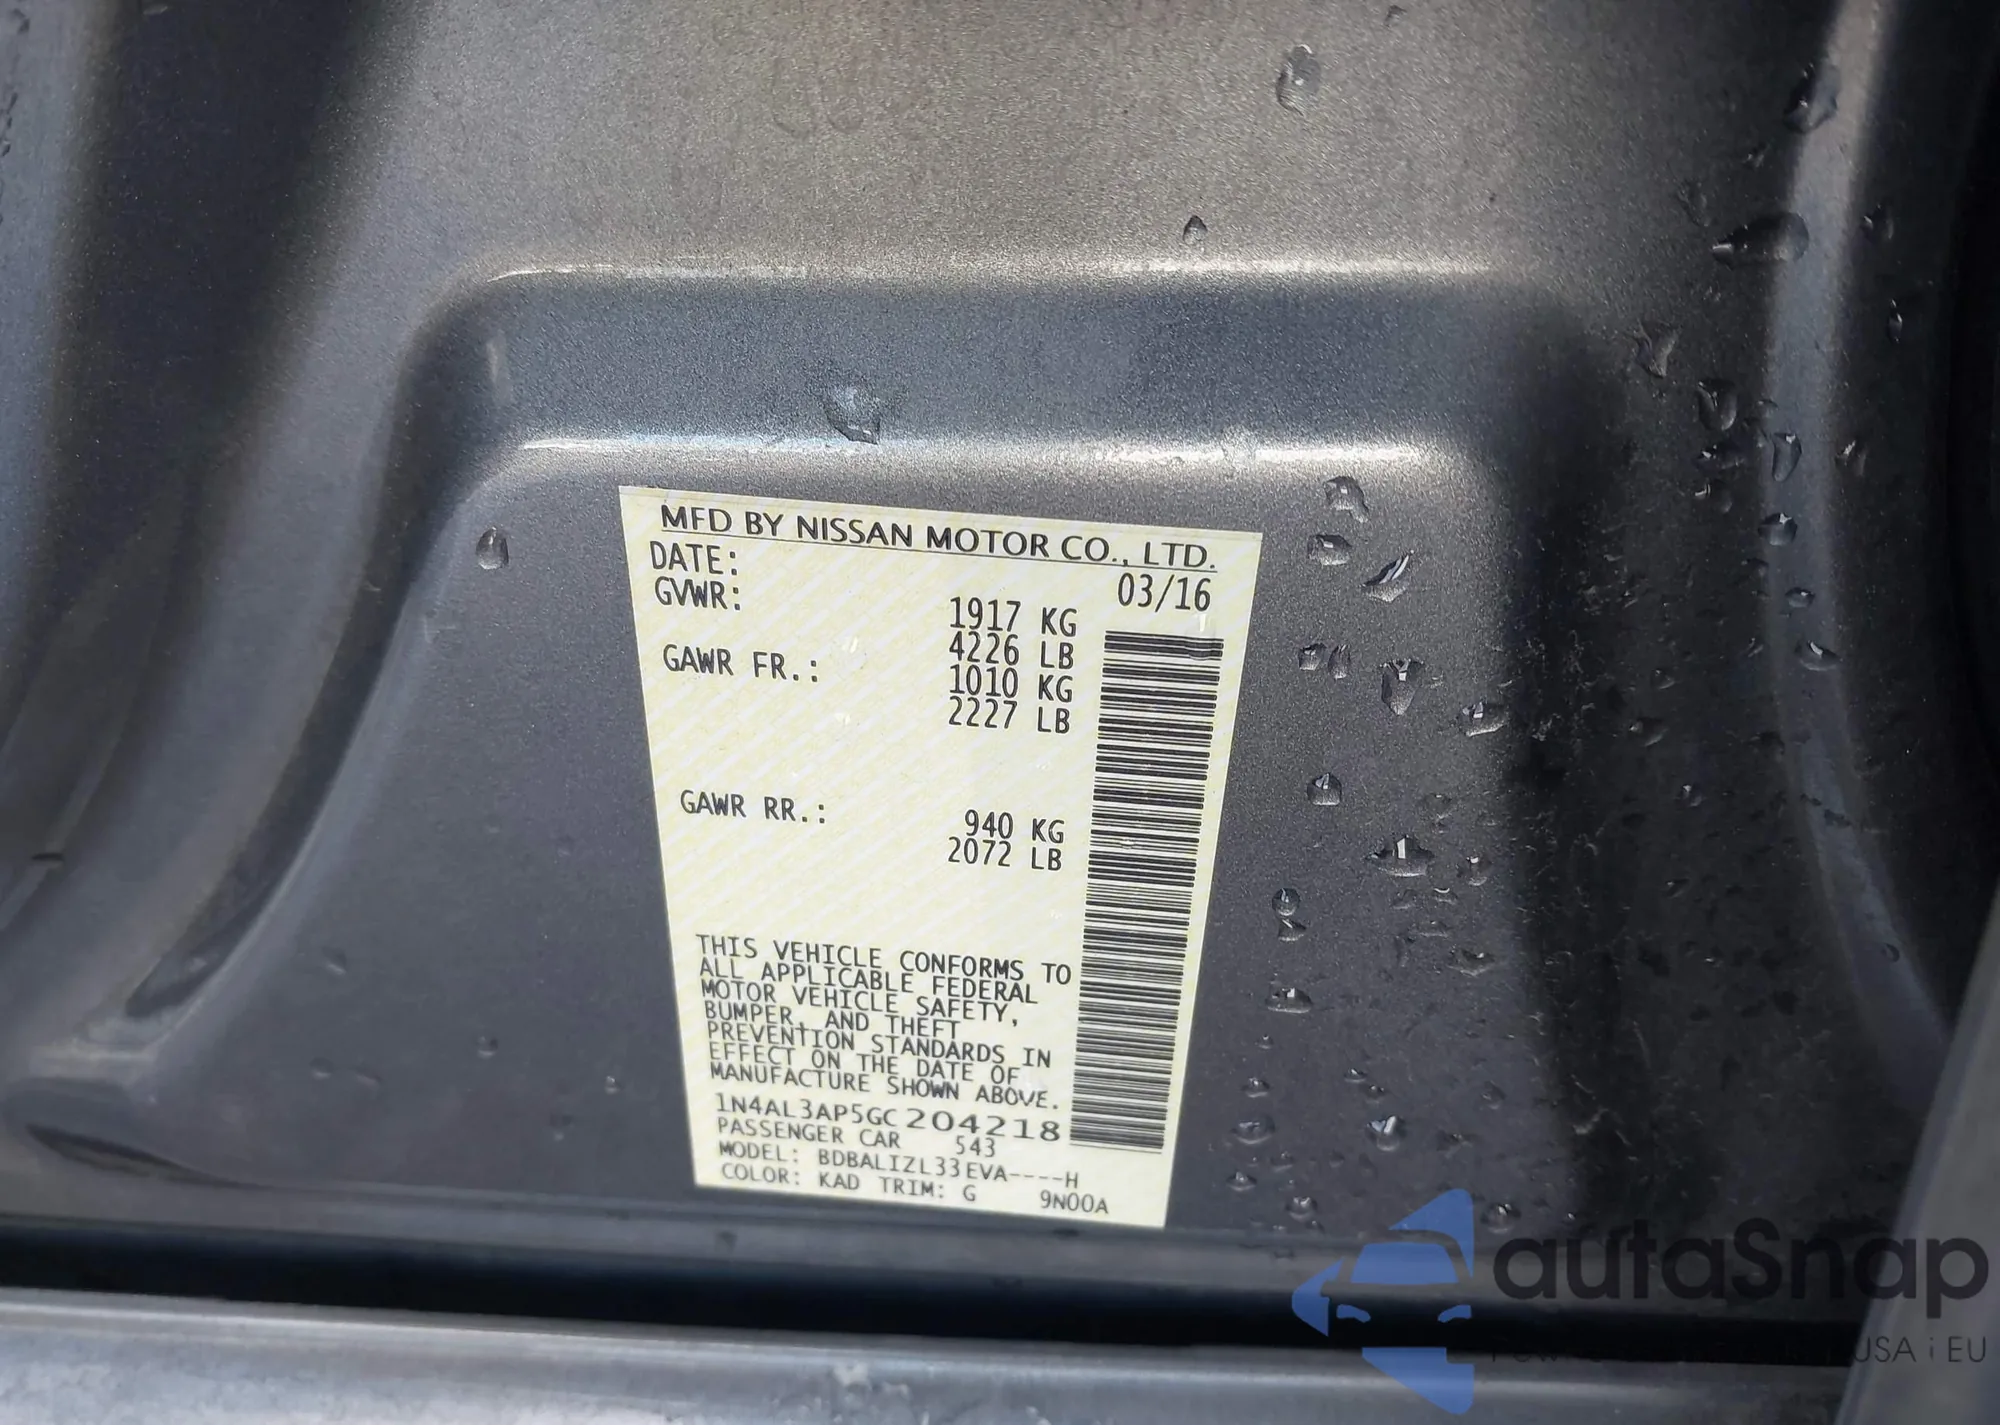 MFD BY NISSAN MOTOR CO., LTD.
DATE: 03/16
GVWR: 1917 KG
4226 LB
GAWR FR.: 1010 KG
2227 LB
GAWR RR.: 940 KG
2072 LB
THIS VEHICLE CONFORMS TO
ALL APPLICABLE FEDERAL
MOTOR VEHICLE SAFETY,
BUMPER, AND THEFT
PREVENTION STANDARDS IN
EFFECT ON THE DATE OF
MANUFACTURE SHOWN ABOVE.
1N4AL3AP5GC204218
PASSENGER CAR 543
MODEL: BDBALIZL33EVA----H
COLOR: KAD TRIM: G 9N00A
autaSnap
USA i EU